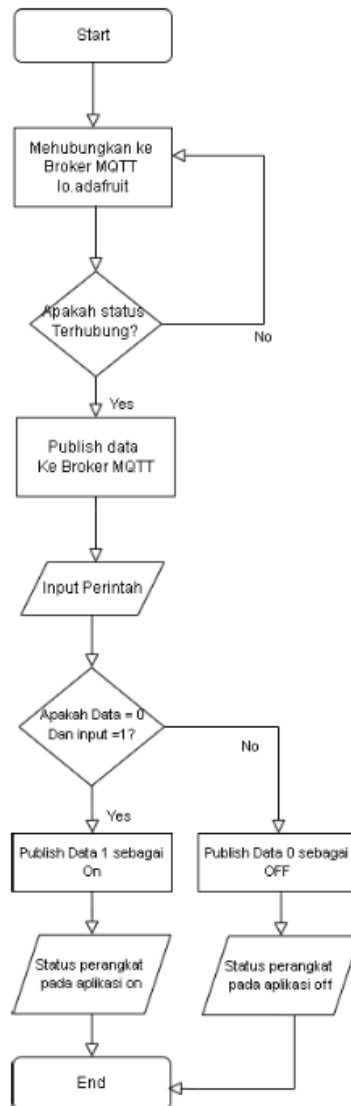 Start
Mehubungkan ke
Broker MQTT
Io.adafruit
Apakah status
Terhubung?
No
Yes
Publish data
Ke Broker MQTT
Input Perintah
Apakah Data = 0
Dan input =1?
No
Yes
Publish Data 1 sebagai
On
Publish Data 0 sebagai
OFF
Status perangkat
pada aplikasi on
Status perangkat
pada aplikasi off
End